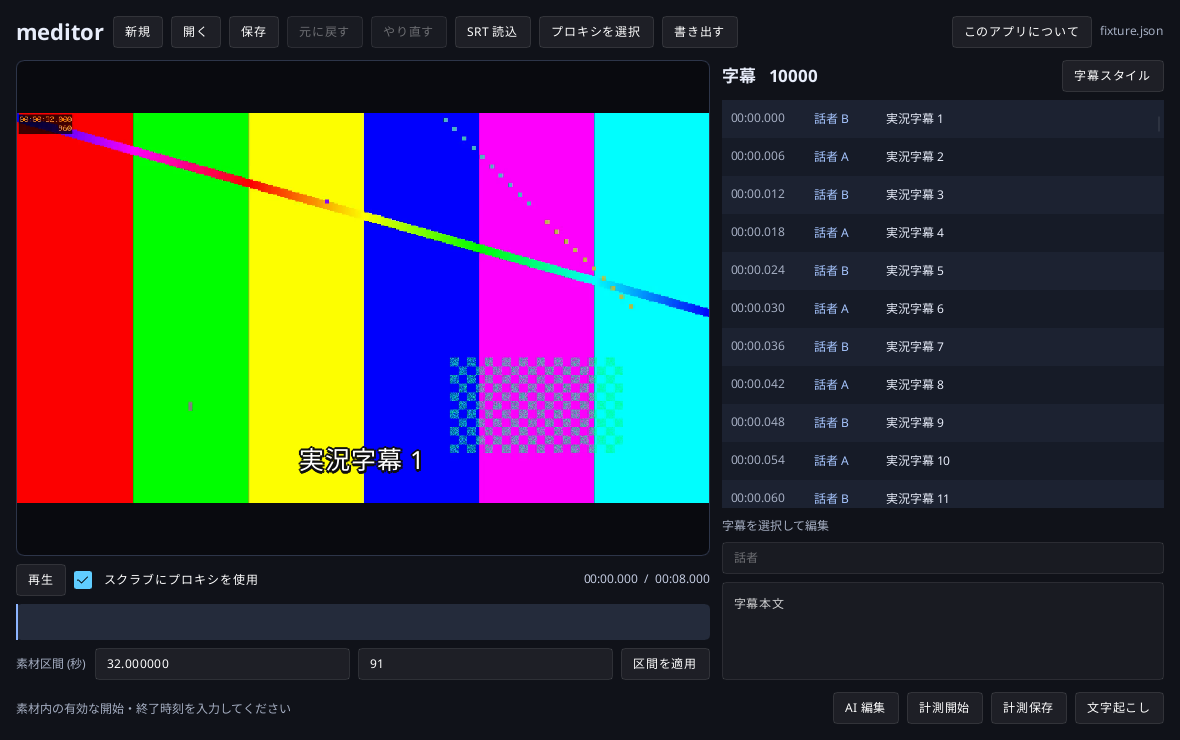 meditor 新規 開く 保存 元に戻す やり直す SRT 読込 プロキシを選択 書き出す このアプリについて fixture.json
00:00:32.000
960
実況字幕 1
再生 スクラブにプロキシを使用 00:00.000 / 00:08.000
素材区間 (秒) 32.000000 91 区間を適用
素材内の有効な開始・終了時刻を入力してください
字幕 10000 字幕スタイル
00:00.000 話者 B 実況字幕 1
00:00.006 話者 A 実況字幕 2
00:00.012 話者 B 実況字幕 3
00:00.018 話者 A 実況字幕 4
00:00.024 話者 B 実況字幕 5
00:00.030 話者 A 実況字幕 6
00:00.036 話者 B 実況字幕 7
00:00.042 話者 A 実況字幕 8
00:00.048 話者 B 実況字幕 9
00:00.054 話者 A 実況字幕 10
00:00.060 話者 B 実況字幕 11
字幕を選択して編集
話者
字幕本文
AI 編集 計測開始 計測保存 文字起こし